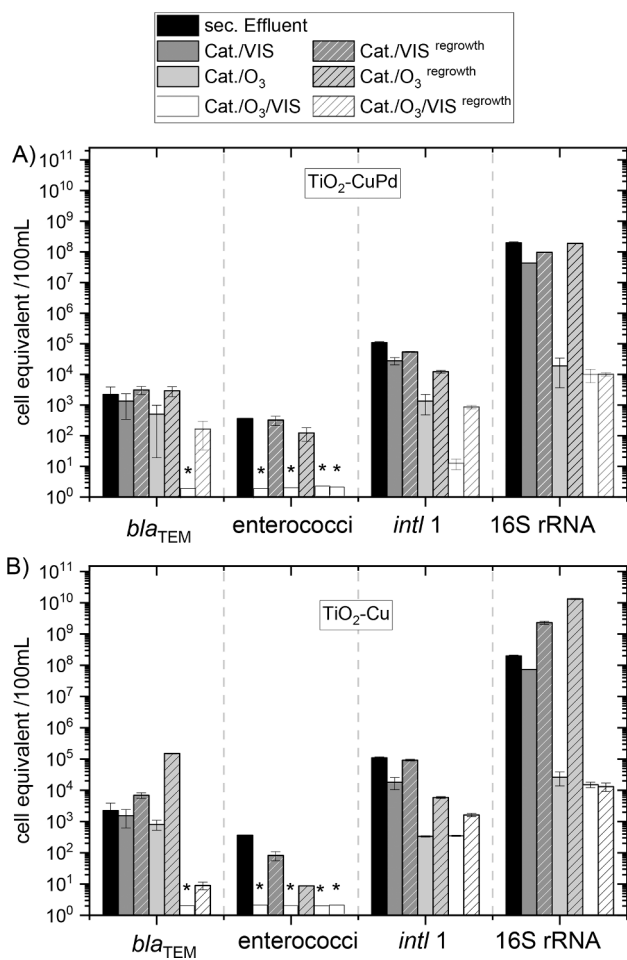 sec. Effluent
Cat./VIS Cat./VIS regrowth
Cat./O3 Cat./O3 regrowth
Cat./O3/VIS Cat./O3/VIS regrowth
A)
TiO2-CuPd
cell equivalent /100mL
10^11
10^10
10^9
10^8
10^7
10^6
10^5
10^4
10^3
10^2
10^1
10^0
* * * * *
blaTEM enterococci intl 1 16S rRNA
B)
TiO2-Cu
cell equivalent /100mL
10^11
10^10
10^9
10^8
10^7
10^6
10^5
10^4
10^3
10^2
10^1
10^0
* * * * *
blaTEM enterococci intl 1 16S rRNA